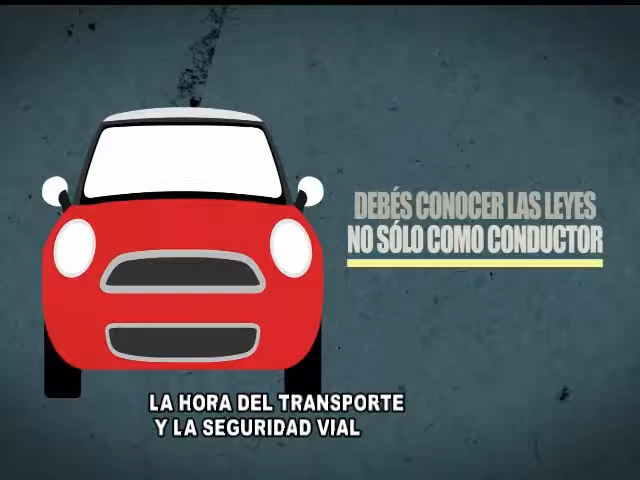 DEBÉS CONOCER LAS LEYES
NO SÓLO COMO CONDUCTOR
LA HORA DEL TRANSPORTE
Y LA SEGURIDAD VIAL